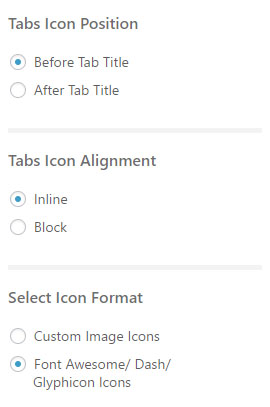 Tabs Icon Position
Before Tab Title
After Tab Title
Tabs Icon Alignment
Inline
Block
Select Icon Format
Custom Image Icons
Font Awesome/ Dash/
Glyphicon Icons